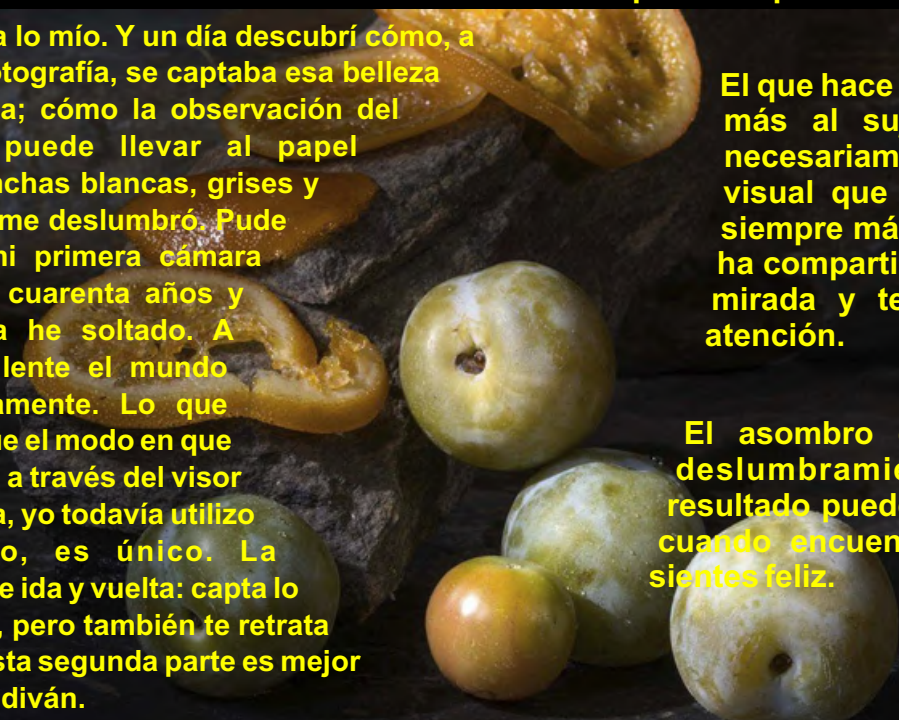 a lo mío. Y un día descubrí cómo, a
otografía, se captaba esa belleza
a; cómo la observación del
puede llevar al papel
nchas blancas, grises y
me deslumbró. Pude
mi primera cámara
cuarenta años y
a he soltado. A
lente el mundo
amente. Lo que
ue el modo en que
a través del visor
a, yo todavía utilizo
o, es único. La
e ida y vuelta: capta lo
, pero también te retrata
sta segunda parte es mejor
diván.
El que hace
más al su
necesariam
visual que
siempre má
ha comparti
mirada y te
atención.
El asombro
deslumbramie
resultado pued
cuando encuen
sientes feliz.